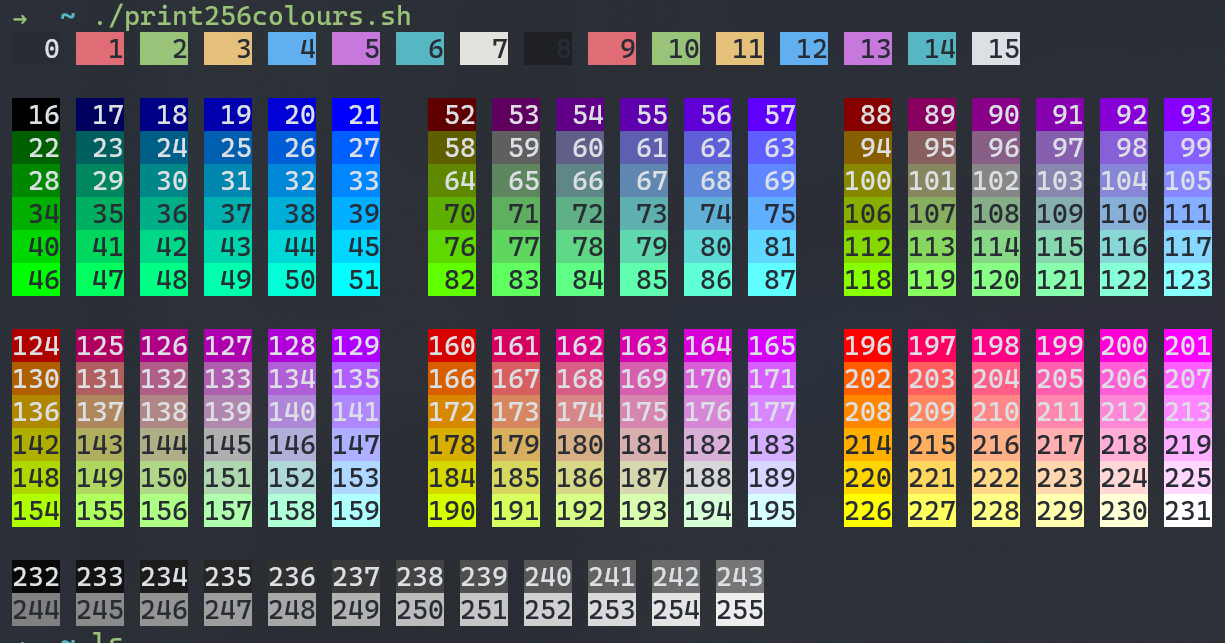 → ~ ./print256colours.sh
0 1 2 3 4 5 6 7 8 9 10 11 12 13 14 15
16 17 18 19 20 21 52 53 54 55 56 57 88 89 90 91 92 93
22 23 24 25 26 27 58 59 60 61 62 63 94 95 96 97 98 99
28 29 30 31 32 33 64 65 66 67 68 69 100 101 102 103 104 105
34 35 36 37 38 39 70 71 72 73 74 75 106 107 108 109 110 111
40 41 42 43 44 45 76 77 78 79 80 81 112 113 114 115 116 117
46 47 48 49 50 51 82 83 84 85 86 87 118 119 120 121 122 123
124 125 126 127 128 129 160 161 162 163 164 165 196 197 198 199 200 201
130 131 132 133 134 135 166 167 168 169 170 171 202 203 204 205 206 207
136 137 138 139 140 141 172 173 174 175 176 177 208 209 210 211 212 213
142 143 144 145 146 147 178 179 180 181 182 183 214 215 216 217 218 219
148 149 150 151 152 153 184 185 186 187 188 189 220 221 222 223 224 225
154 155 156 157 158 159 190 191 192 193 194 195 226 227 228 229 230 231
232 233 234 235 236 237 238 239 240 241 242 243
244 245 246 247 248 249 250 251 252 253 254 255